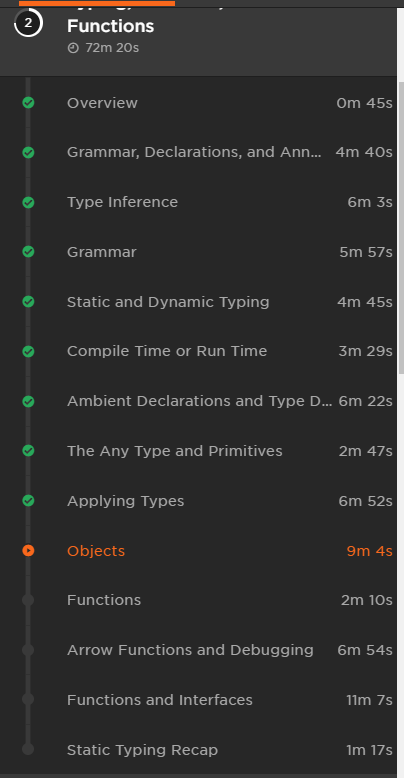 2
Functions
72m 20s
Overview 0m 45s
Grammar, Declarations, and Ann... 4m 40s
Type Inference 6m 3s
Grammar 5m 57s
Static and Dynamic Typing 4m 45s
Compile Time or Run Time 3m 29s
Ambient Declarations and Type D... 6m 22s
The Any Type and Primitives 2m 47s
Applying Types 6m 52s
Objects 9m 4s
Functions 2m 10s
Arrow Functions and Debugging 6m 54s
Functions and Interfaces 11m 7s
Static Typing Recap 1m 17s